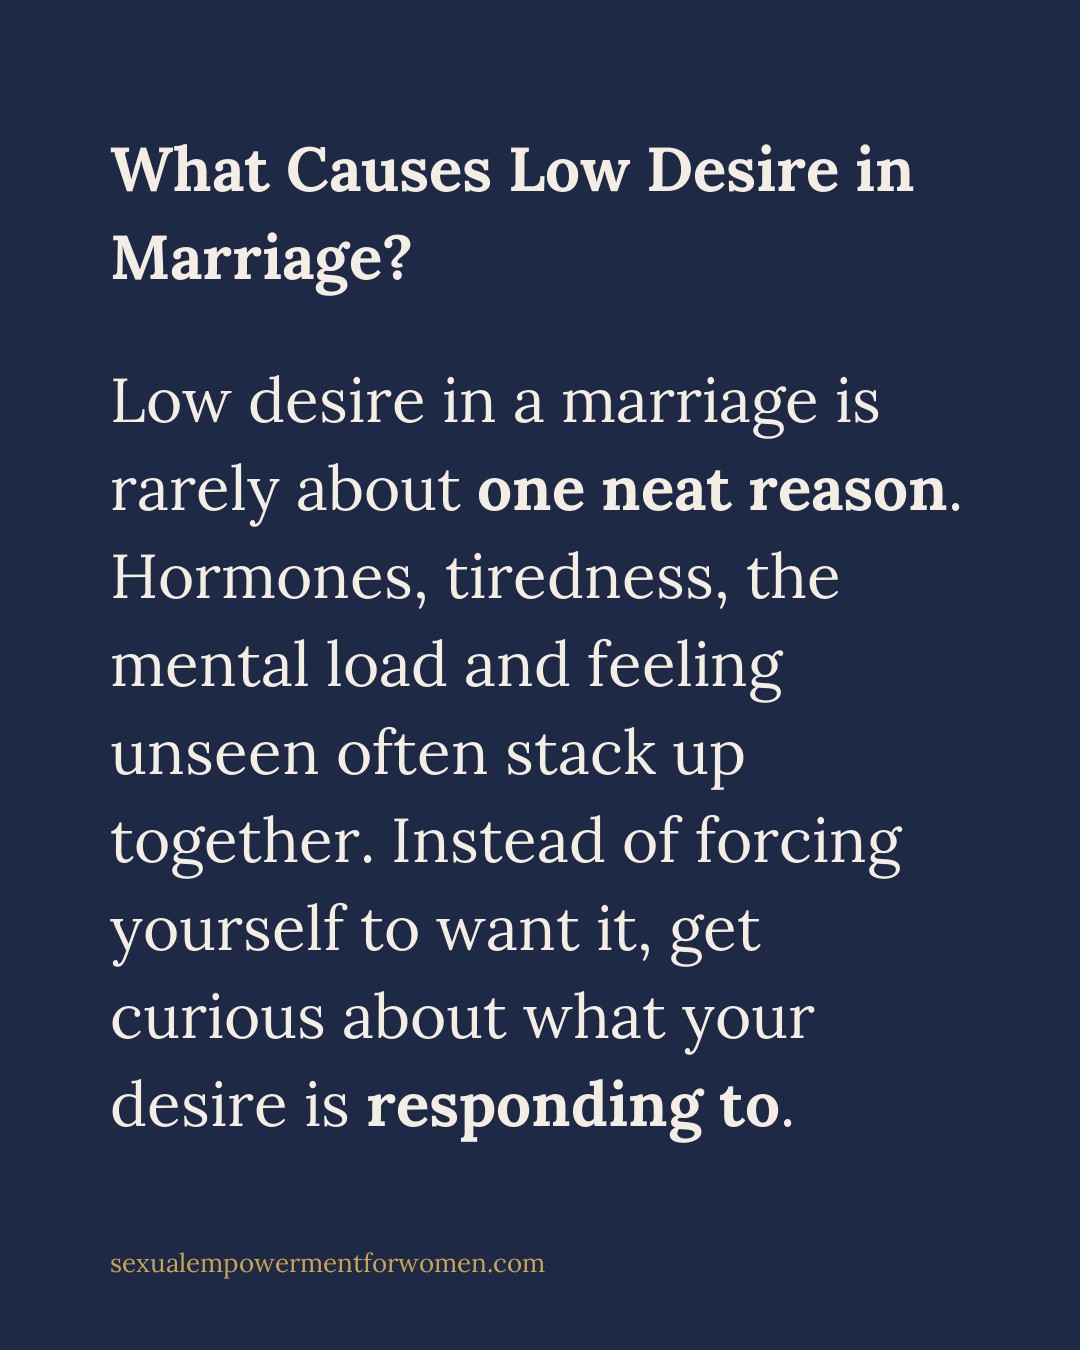 What Causes Low Desire in
Marriage?
Low desire in a marriage is
rarely about one neat reason.
Hormones, tiredness, the
mental load and feeling
unseen often stack up
together. Instead of forcing
yourself to want it, get
curious about what your
desire is responding to.
sexualempowermentforwomen.com